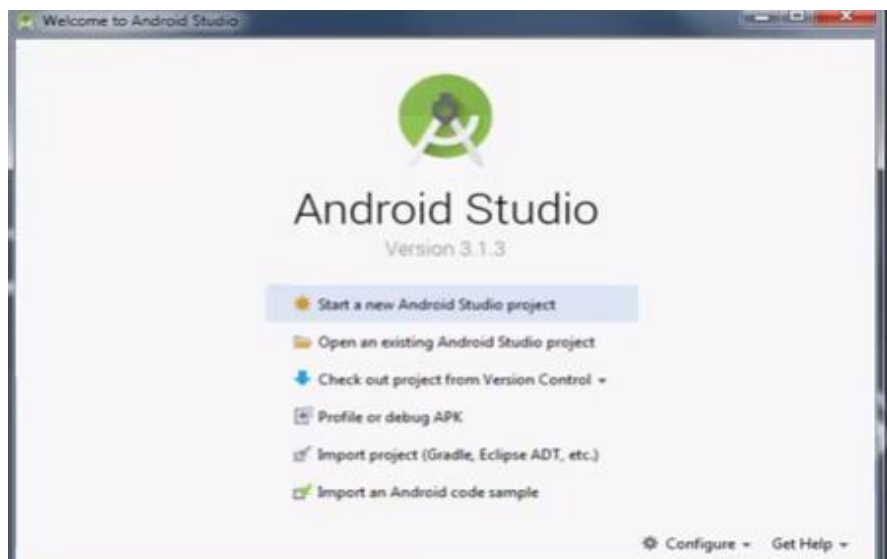 Welcome to Android Studio
Android Studio
Version 3.1.3
Start a new Android Studio project
Open an existing Android Studio project
Check out project from Version Control
Profile or debug APK
Import project (Gradle, Eclipse ADT, etc.)
Import an Android code sample
Configure Get Help